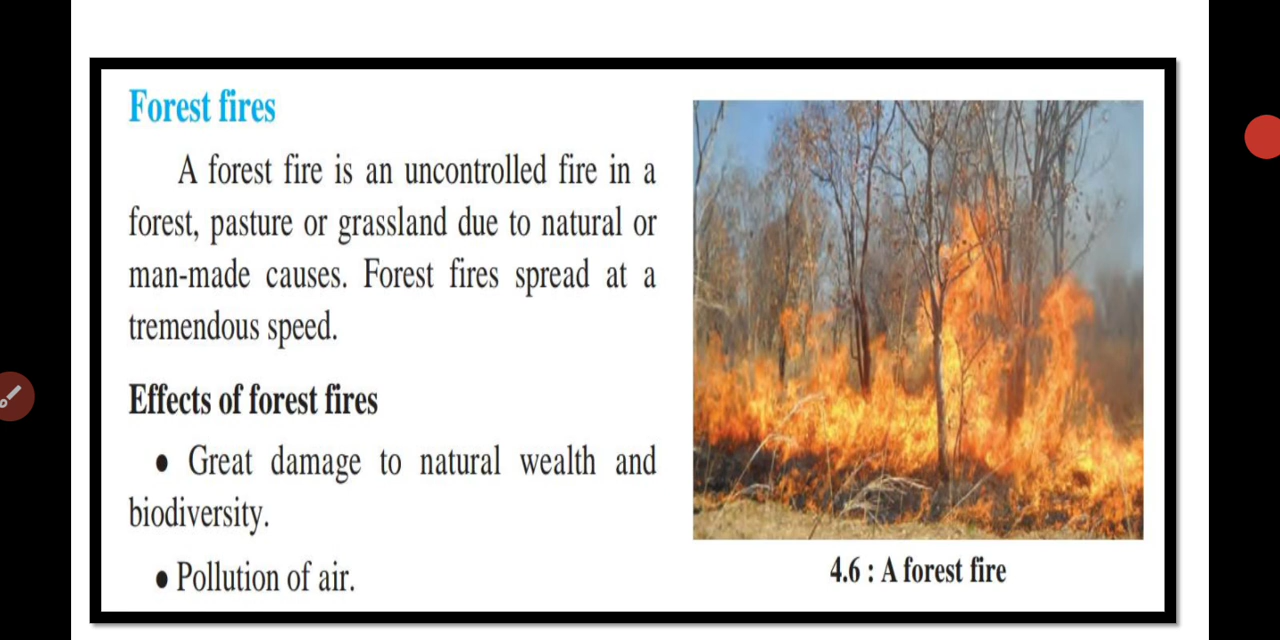 Forest fires
A forest fire is an uncontrolled fire in a
forest, pasture or grassland due to natural or
man-made causes. Forest fires spread at a
tremendous speed.
Effects of forest fires
● Great damage to natural wealth and
biodiversity.
● Pollution of air.
4.6 : A forest fire